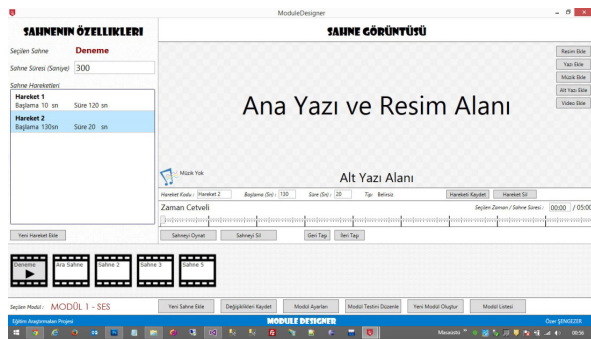 ModuleDesigner
SAHNENIN ÖZELLIKLERI
SAHNE GÖRÜNTÜSÜ
Seçilen Sahne Deneme
Sahne Süresi (Saniye) 300
Sahne Hareketleri
Hareket 1
Başlama 10 sn Süre 120 sn
Hareket 2
Başlama 130sn Süre 20 sn
Yeni Hareket Ekle
Resim Ekle
Yazı Ekle
Müzik Ekle
Alt Yazı Ekle
Video Ekle
Ana Yazı ve Resim Alanı
Müzik Yok
Alt Yazı Alanı
Hareket Kodu : Hareket 2 Başlama (Sn) : 130 Süre (Sn) : 20 Tip: Belirsiz Hareketi Kaydet Hareket Sil
Zaman Cetveli Seçilen Zaman / Sahne Süresi : 00:00 / 05:00
Sahneyi Oynat Sahneyi Sil Geri Taşı İleri Taşı
Deneme Ara Sahne Sahne 2 Sahne 3 Sahne 5
Seçilen Modül : MODÜL 1 - SES
Yeni Sahne Ekle Değişiklikleri Kaydet Modül Ayarları Modül Testini Düzenle Yeni Modül Oluştur Modül Listesi
Eğitim Araştırmaları Projesi MODULE DESIGNER Öner ŞENGEZER
Masaüstü 00:56